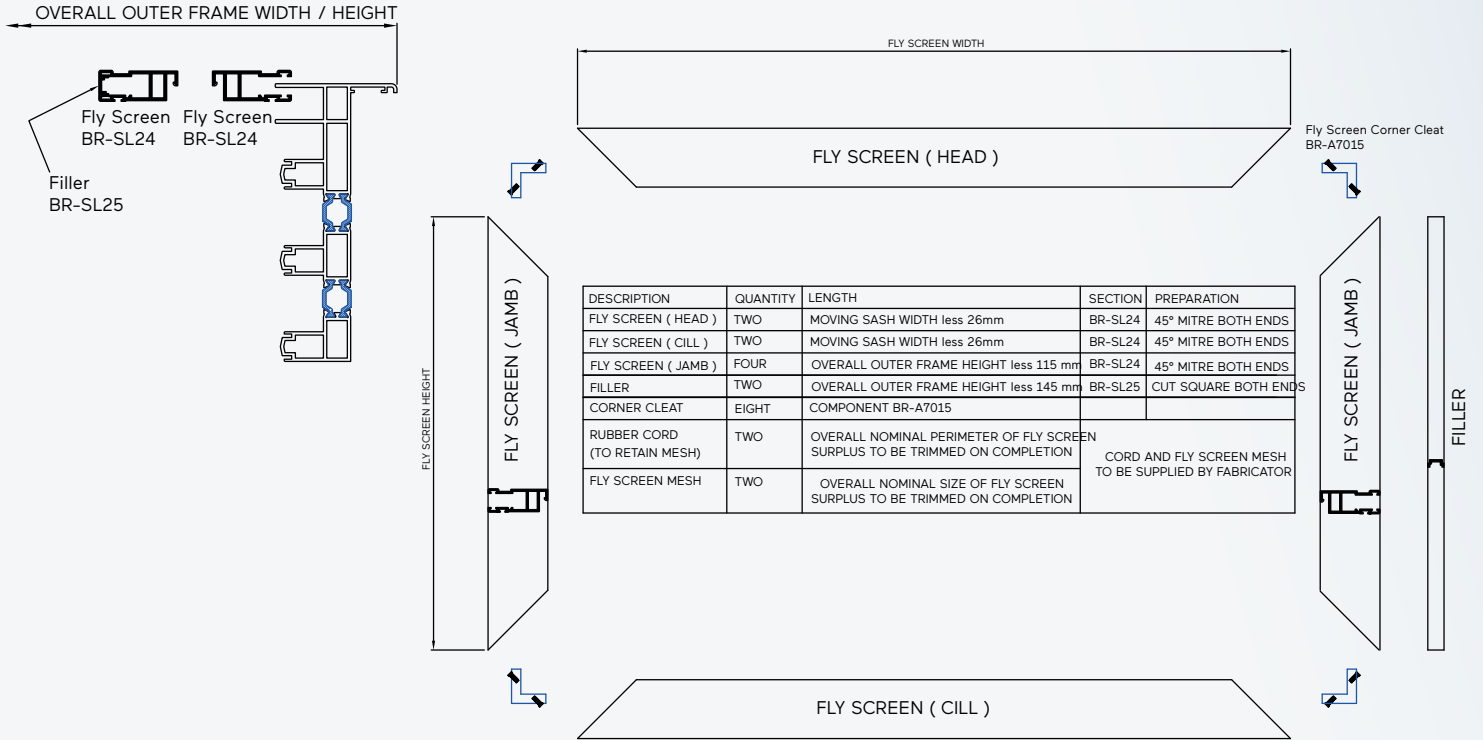 OVERALL OUTER FRAME WIDTH / HEIGHT
FLY SCREEN WIDTH
Fly Screen
BR-SL24
Fly Screen
BR-SL24
Filler
BR-SL25
FLY SCREEN ( HEAD )
Fly Screen Corner Cleat
BR-A7015
FLY SCREEN HEIGHT
FLY SCREEN ( JAMB )
DESCRIPTION QUANTITY LENGTH SECTION PREPARATION
FLY SCREEN ( HEAD ) TWO MOVING SASH WIDTH less 26mm BR-SL24 45° MITRE BOTH ENDS
FLY SCREEN ( CILL ) TWO MOVING SASH WIDTH less 26mm BR-SL24 45° MITRE BOTH ENDS
FLY SCREEN ( JAMB ) FOUR OVERALL OUTER FRAME HEIGHT less 115 mm BR-SL24 45° MITRE BOTH ENDS
FILLER TWO OVERALL OUTER FRAME HEIGHT less 145 mm BR-SL25 CUT SQUARE BOTH ENDS
CORNER CLEAT EIGHT COMPONENT BR-A7015
RUBBER CORD
(TO RETAIN MESH)
TWO
OVERALL NOMINAL PERIMETER OF FLY SCREEN
SURPLUS TO BE TRIMMED ON COMPLETION
CORD AND FLY SCREEN MESH
TO BE SUPPLIED BY FABRICATOR
FLY SCREEN MESH
TWO
OVERALL NOMINAL SIZE OF FLY SCREEN
SURPLUS TO BE TRIMMED ON COMPLETION
FLY SCREEN ( JAMB )
FILLER
FLY SCREEN ( CILL )